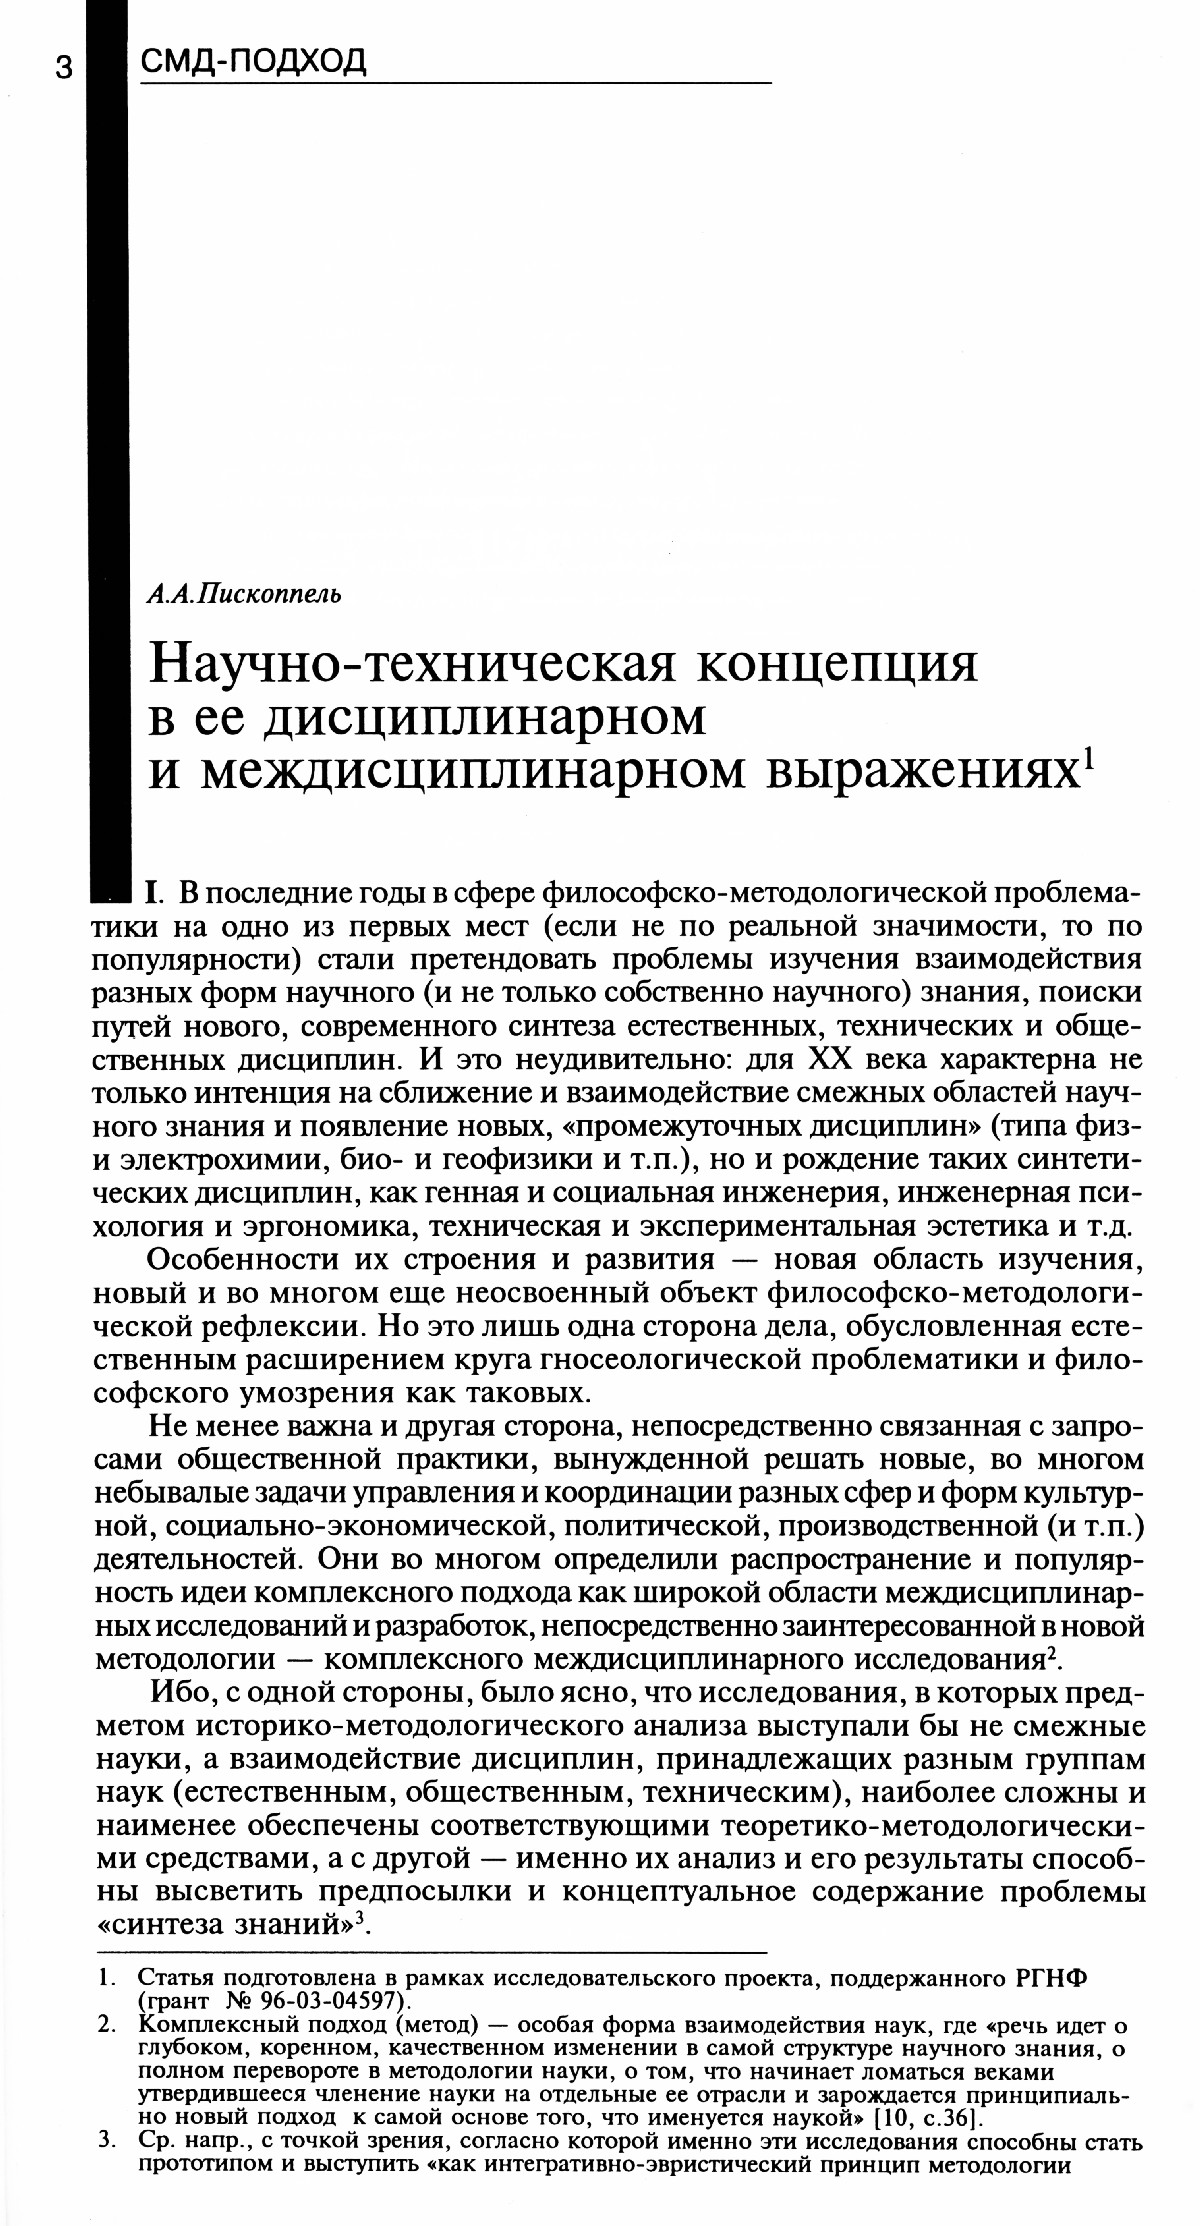 3
СМД-ПОДХОД
А.А.Пископпель
Научно-техническая концепция
в ее дисциплинарном
и междисциплинарном выражениях¹
I. В последние годы в сфере философско-методологической проблема-
тики на одно из первых мест (если не по реальной значимости, то по
популярности) стали претендовать проблемы изучения взаимодействия
разных форм научного (и не только собственно научного) знания, поиски
путей нового, современного синтеза естественных, технических и обще-
ственных дисциплин. И это неудивительно: для XX века характерна не
только интенция на сближение и взаимодействие смежных областей науч-
ного знания и появление новых, «промежуточных дисциплин» (типа физ-
и электрохимии, био- и геофизики и т.п.), но и рождение таких синтети-
ческих дисциплин, как генная и социальная инженерия, инженерная пси-
хология и эргономика, техническая и экспериментальная эстетика и т.д.
Особенности их строения и развития — новая область изучения,
новый и во многом еще неосвоенный объект философско-методологи-
ческой рефлексии. Но это лишь одна сторона дела, обусловленная есте-
ственным расширением круга гносеологической проблематики и фило-
софского умозрения как таковых.
Не менее важна и другая сторона, непосредственно связанная с запро-
сами общественной практики, вынужденной решать новые, во многом
небывалые задачи управления и координации разных сфер и форм культур-
ной, социально-экономической, политической, производственной (и т.п.)
деятельностей. Они во многом определили распространение и популяр-
ность идеи комплексного подхода как широкой области междисциплинар-
ных исследований и разработок, непосредственно заинтересованной в новой
методологии — комплексного междисциплинарного исследования².
Ибо, с одной стороны, было ясно, что исследования, в которых пред-
метом историко-методологического анализа выступали бы не смежные
науки, а взаимодействие дисциплин, принадлежащих разным группам
наук (естественным, общественным, техническим), наиболее сложны и
наименее обеспечены соответствующими теоретико-методологически-
ми средствами, а с другой — именно их анализ и его результаты способ-
ны высветить предпосылки и концептуальное содержание проблемы
«синтеза знаний»³.
1. Статья подготовлена в рамках исследовательского проекта, поддержанного РГНФ
(грант № 96-03-04597).
2. Комплексный подход (метод) — особая форма взаимодействия наук, где «речь идет о
глубоком, коренном, качественном изменении в самой структуре научного знания, о
полном перевороте в методологии науки, о том, что начинает ломаться веками
утвердившееся членение науки на отдельные ее отрасли и зарождается принципиаль-
но новый подход к самой основе того, что именуется наукой» [10, с.36].
3. Ср. напр., с точкой зрения, согласно которой именно эти исследования способны стать
прототипом и выступить «как интегративно-эвристический принцип методологии